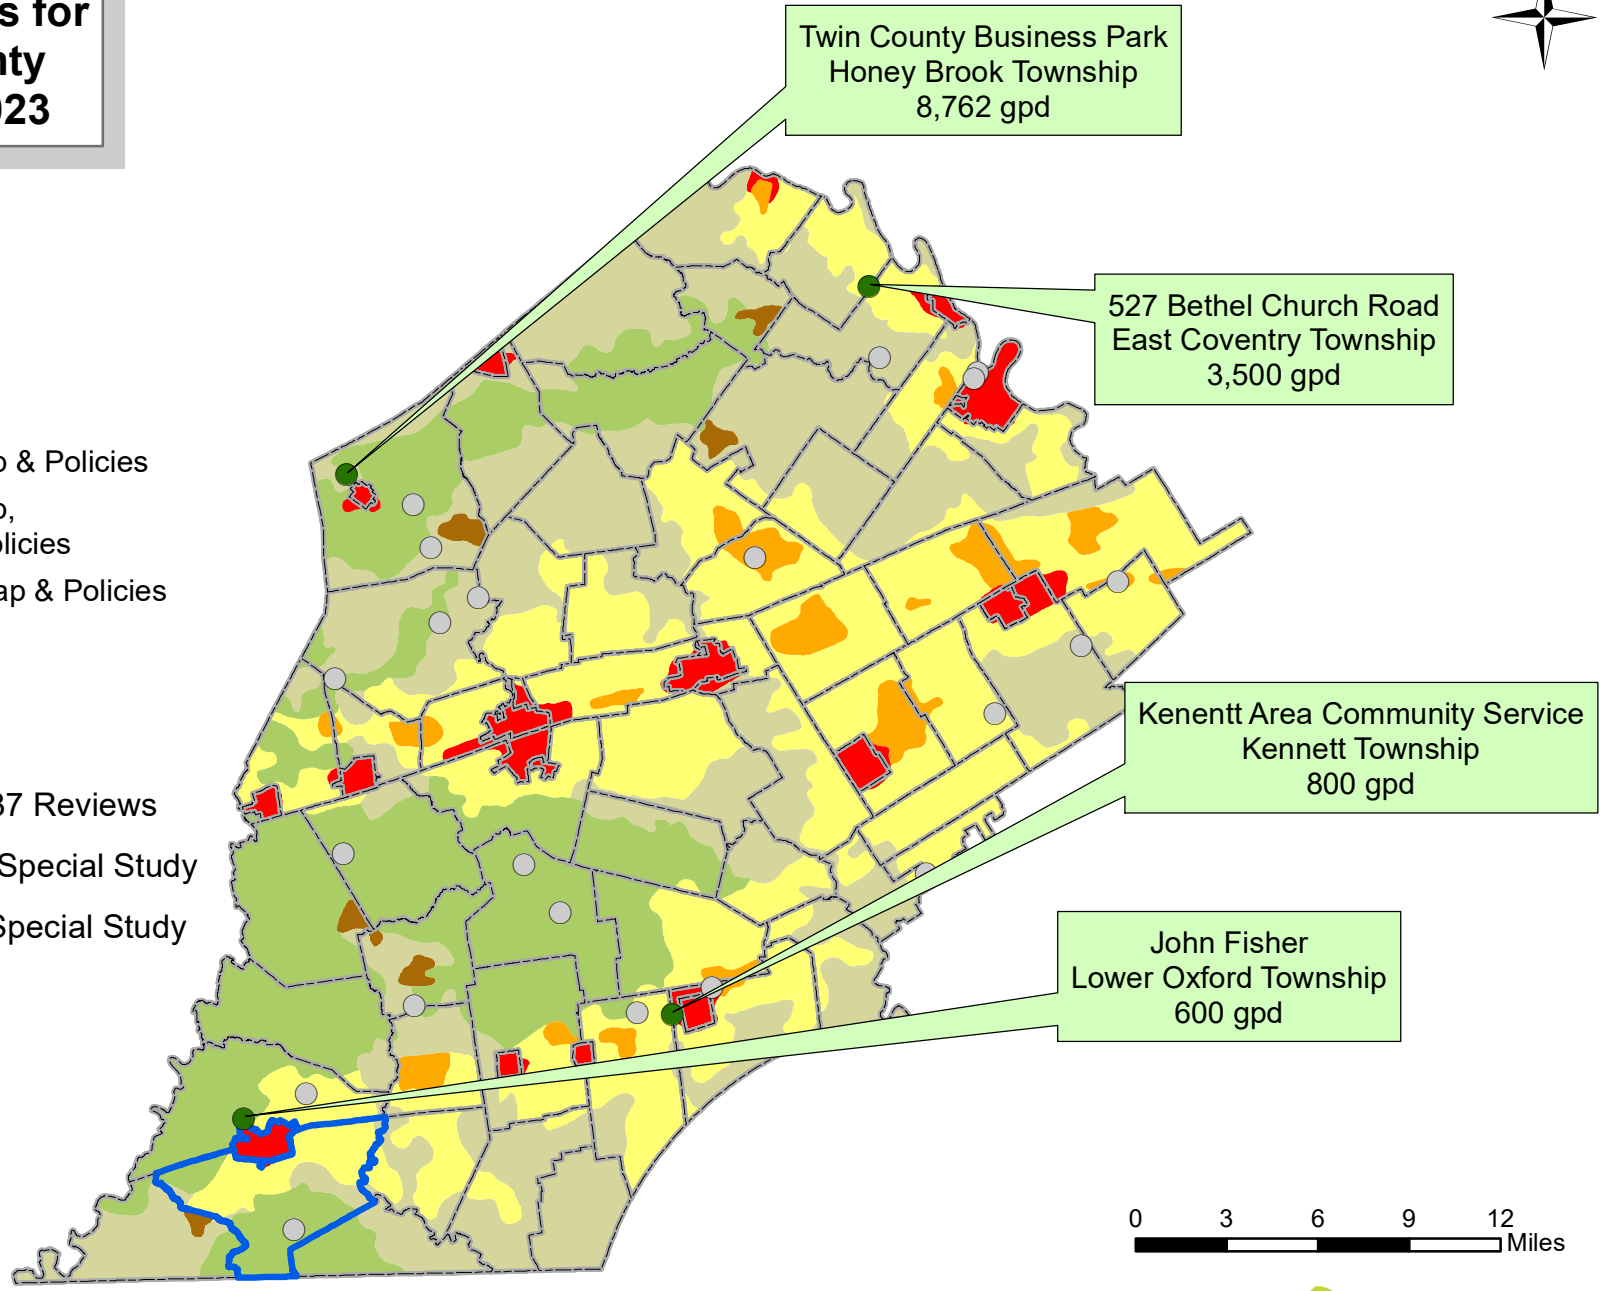 s for
nty
023
Twin County Business Park
Honey Brook Township
8,762 gpd
527 Bethel Church Road
East Coventry Township
3,500 gpd
p & Policies
p,
olicies
ap & Policies
Kenentt Area Community Service
Kennett Township
800 gpd
37 Reviews
Special Study
Special Study
John Fisher
Lower Oxford Township
600 gpd
0 3 6 9 12
Miles